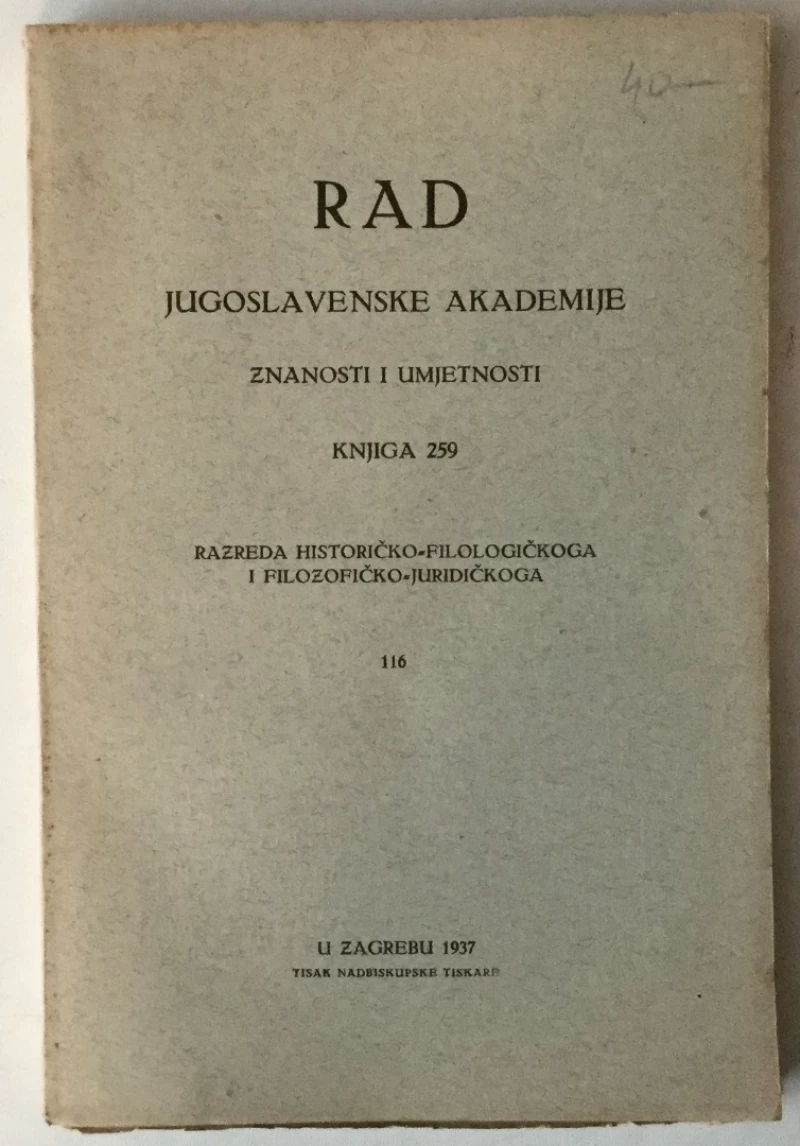 40—
RAD
JUGOSLAVENSKE AKADEMIJE
ZNANOSTI I UMJETNOSTI
KNJIGA 259
RAZREDA HISTORIČKO-FILOLOGIČKOGA
I FILOZOFIČKO-JURIDIČKOGA
116
U ZAGREBU 1937
TISAK NADBISKUPSKE TISKARE